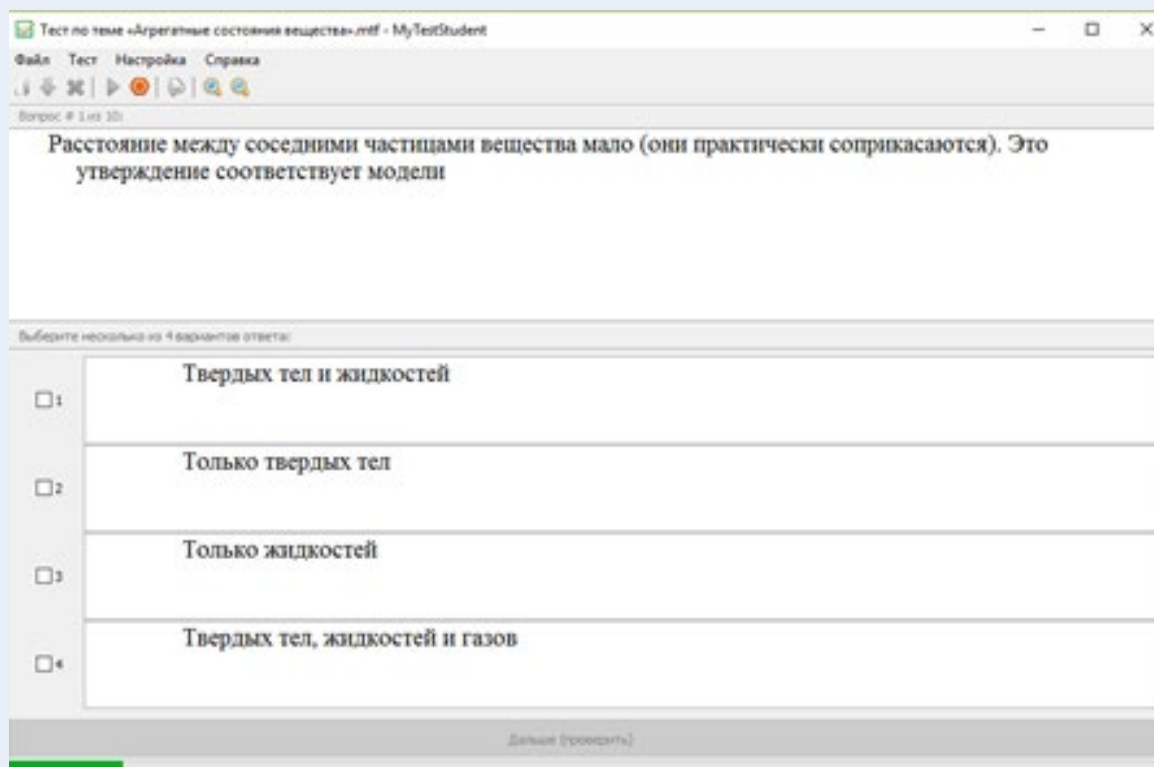 Тест по теме «Агрегатные состояния вещества».mtf - MyTestStudent
Файл Тест Настройка Справка
Вопрос # 1 из 10:
Расстояние между соседними частицами вещества мало (они практически соприкасаются). Это
утверждение соответствует модели
Выберите несколько из 4 вариантов ответа:
1 Твердых тел и жидкостей
2 Только твердых тел
3 Только жидкостей
4 Твердых тел, жидкостей и газов
Дальше (проверить)